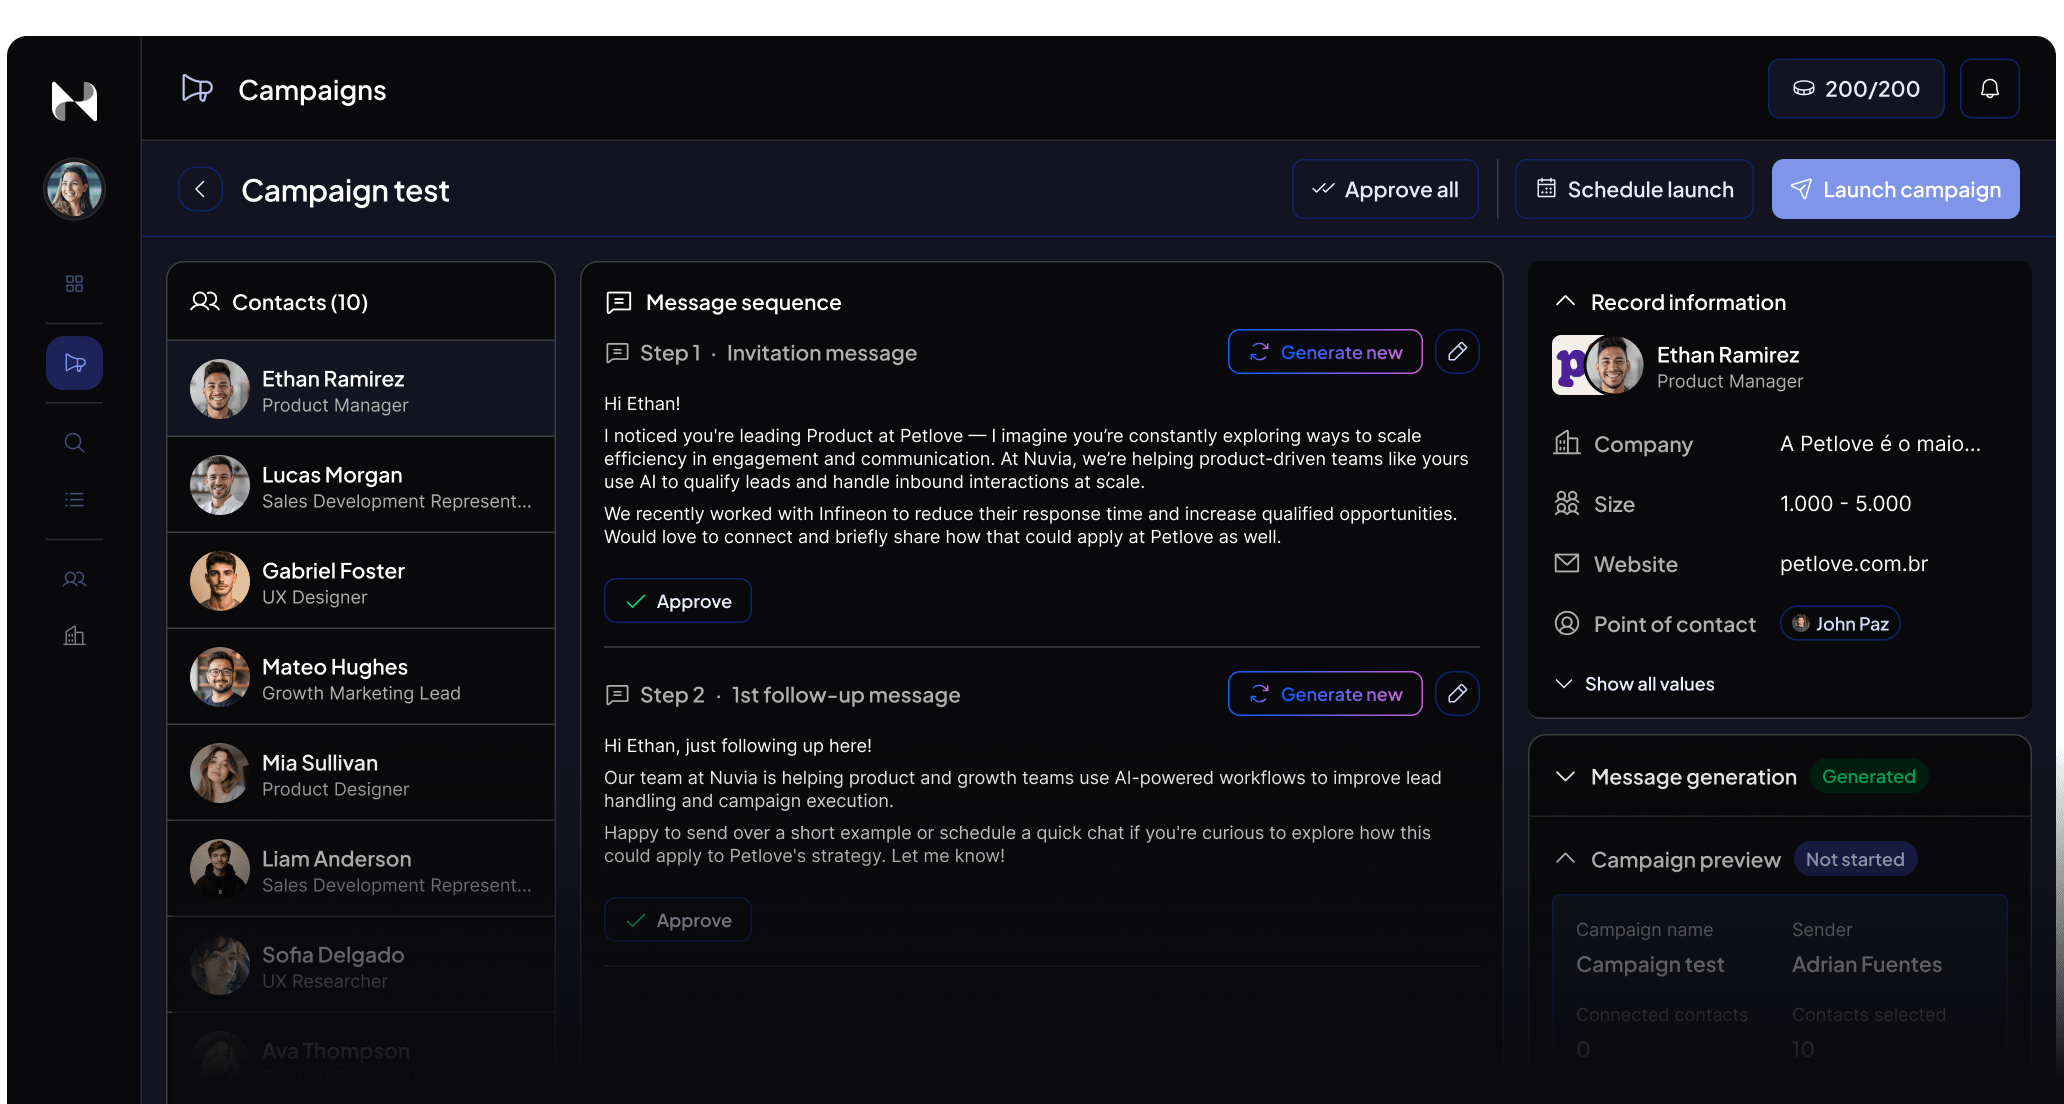 Campaigns
200/200
Campaign test
Approve all
Schedule launch
Launch campaign
Contacts (10)
Ethan Ramirez
Product Manager
Lucas Morgan
Sales Development Represent...
Gabriel Foster
UX Designer
Mateo Hughes
Growth Marketing Lead
Mia Sullivan
Product Designer
Liam Anderson
Sales Development Represent...
Sofia Delgado
UX Researcher
Ava Thompson
Message sequence
Step 1 · Invitation message
Generate new
Hi Ethan!
I noticed you're leading Product at Petlove — I imagine you’re constantly exploring ways to scale
efficiency in engagement and communication. At Nuvia, we’re helping product-driven teams like yours
use AI to qualify leads and handle inbound interactions at scale.
We recently worked with Infineon to reduce their response time and increase qualified opportunities.
Would love to connect and briefly share how that could apply at Petlove as well.
Approve
Step 2 · 1st follow-up message
Generate new
Hi Ethan, just following up here!
Our team at Nuvia is helping product and growth teams use AI-powered workflows to improve lead
handling and campaign execution.
Happy to send over a short example or schedule a quick chat if you're curious to explore how this
could apply to Petlove's strategy. Let me know!
Approve
Record information
p
Ethan Ramirez
Product Manager
Company A Petlove é o maio...
Size 1.000 - 5.000
Website petlove.com.br
Point of contact John Paz
Show all values
Message generation Generated
Campaign preview Not started
Campaign name Sender
Campaign test Adrian Fuentes
Connected contacts Contacts selected
0 10